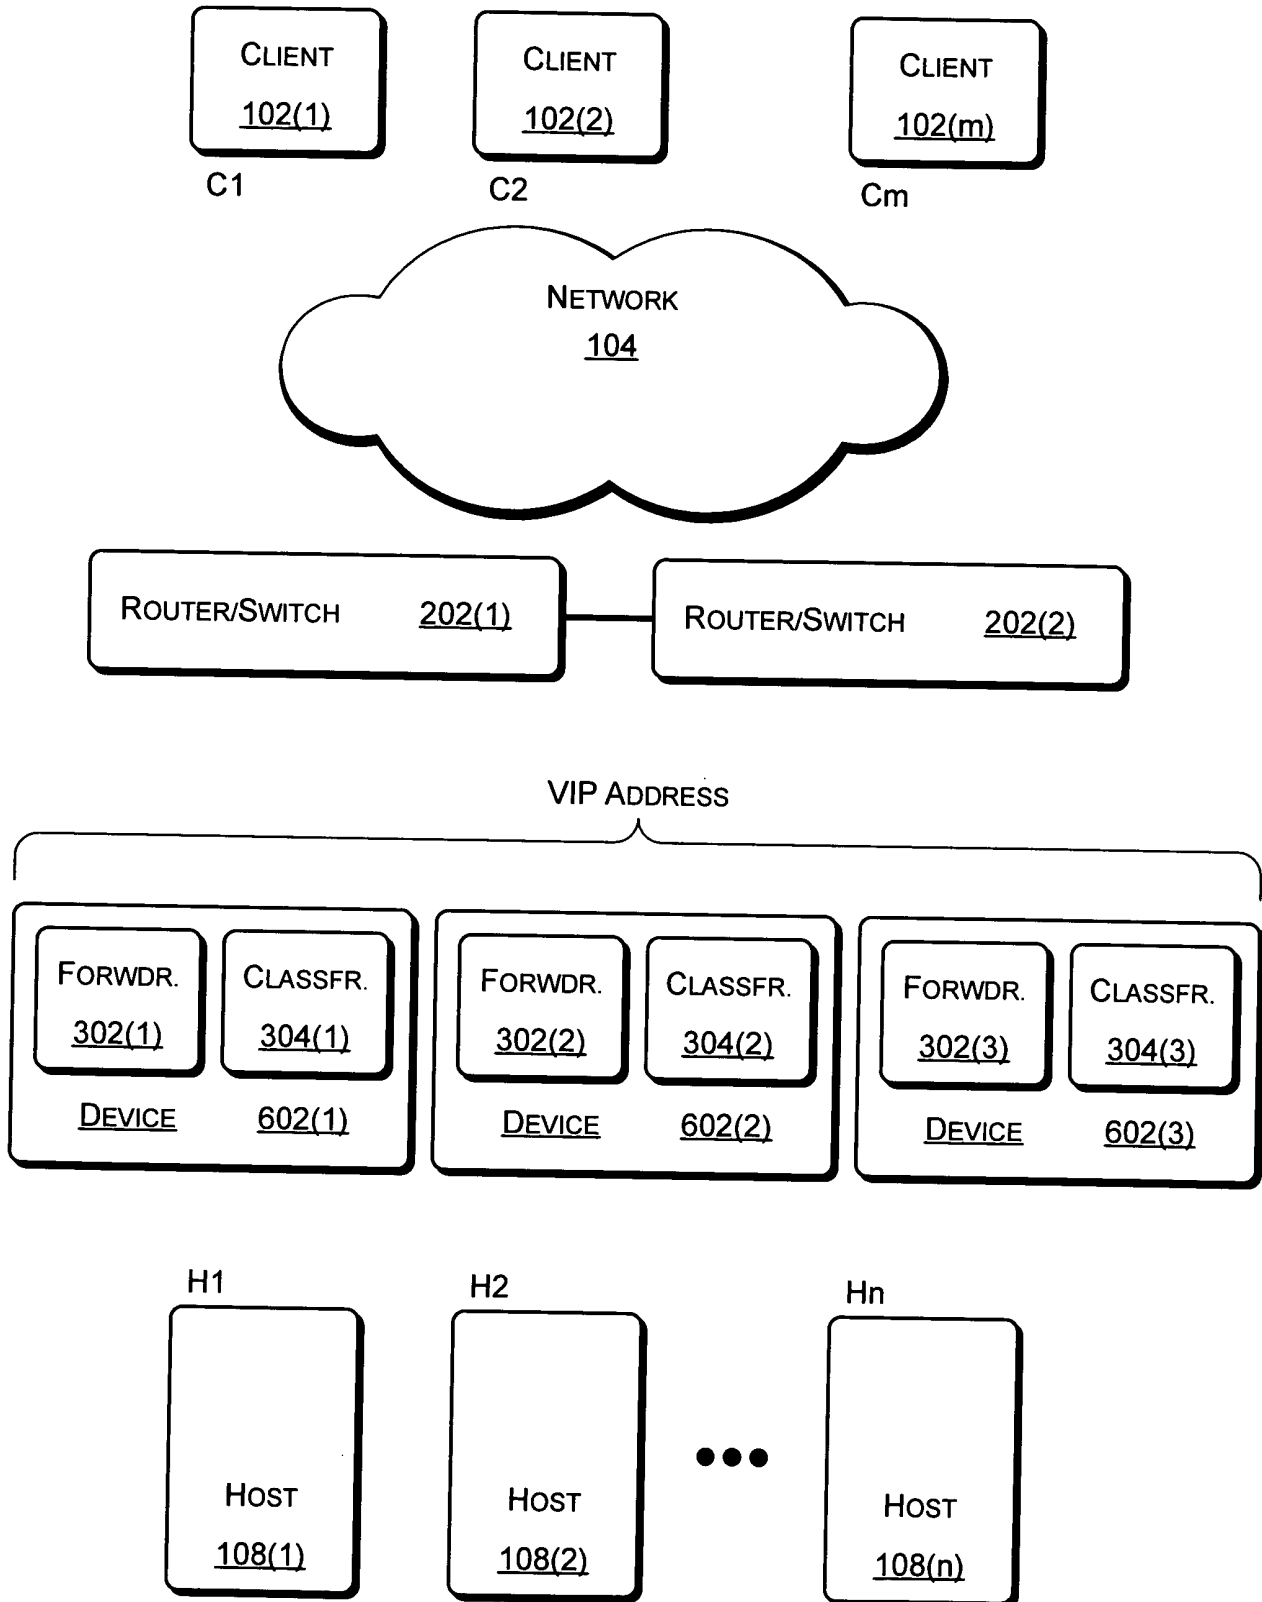 CLIENT
102(1)
CLIENT
102(2)
CLIENT
102(m)
C1
C2
Cm
NETWORK
104
ROUTER/SWITCH 202(1)
ROUTER/SWITCH 202(2)
VIP ADDRESS
FORWDR.
302(1)
CLASSFR.
304(1)
DEVICE 602(1)
FORWDR.
302(2)
CLASSFR.
304(2)
DEVICE 602(2)
FORWDR.
302(3)
CLASSFR.
304(3)
DEVICE 602(3)
H1
H2
Hn
HOST
108(1)
HOST
108(2)
HOST
108(n)